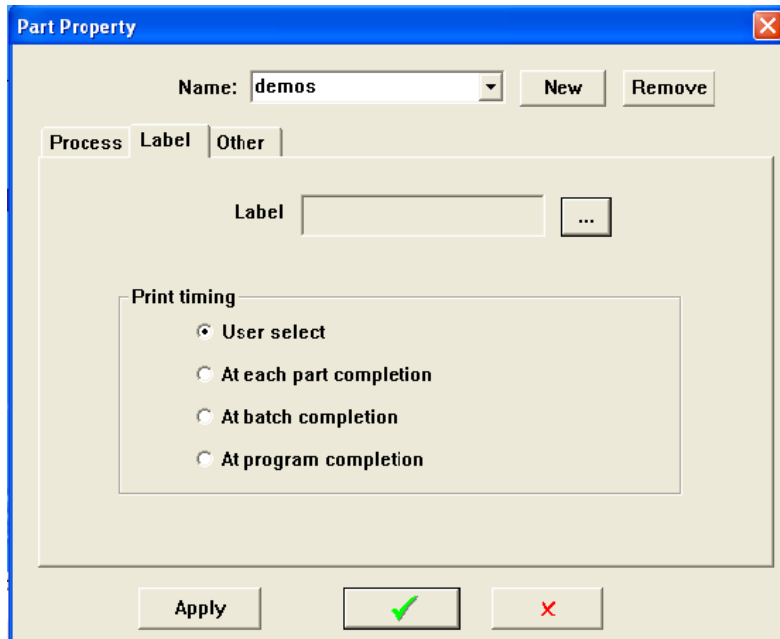 Part Property
Name: demos New Remove
Process Label Other
Label ...
Print timing
User select
At each part completion
At batch completion
At program completion
Apply